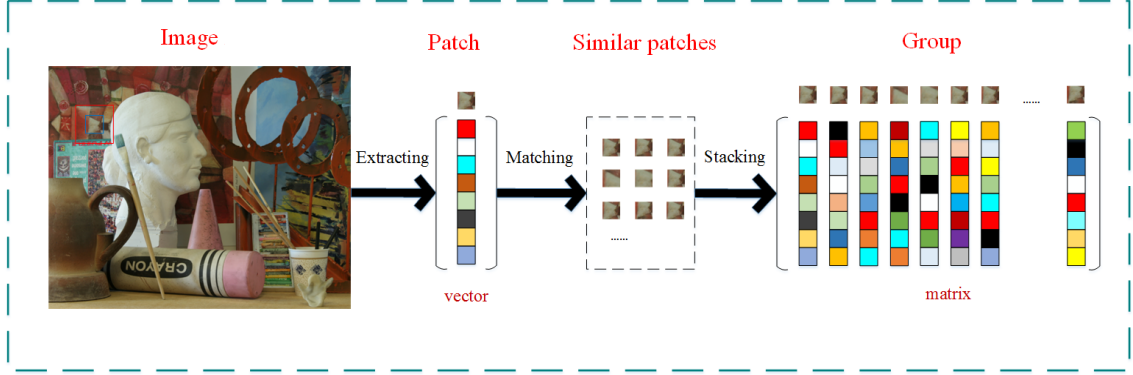 Image
Patch
Similar patches
Group
Extracting
Matching
Stacking
CRAYON
......
......
vector
matrix